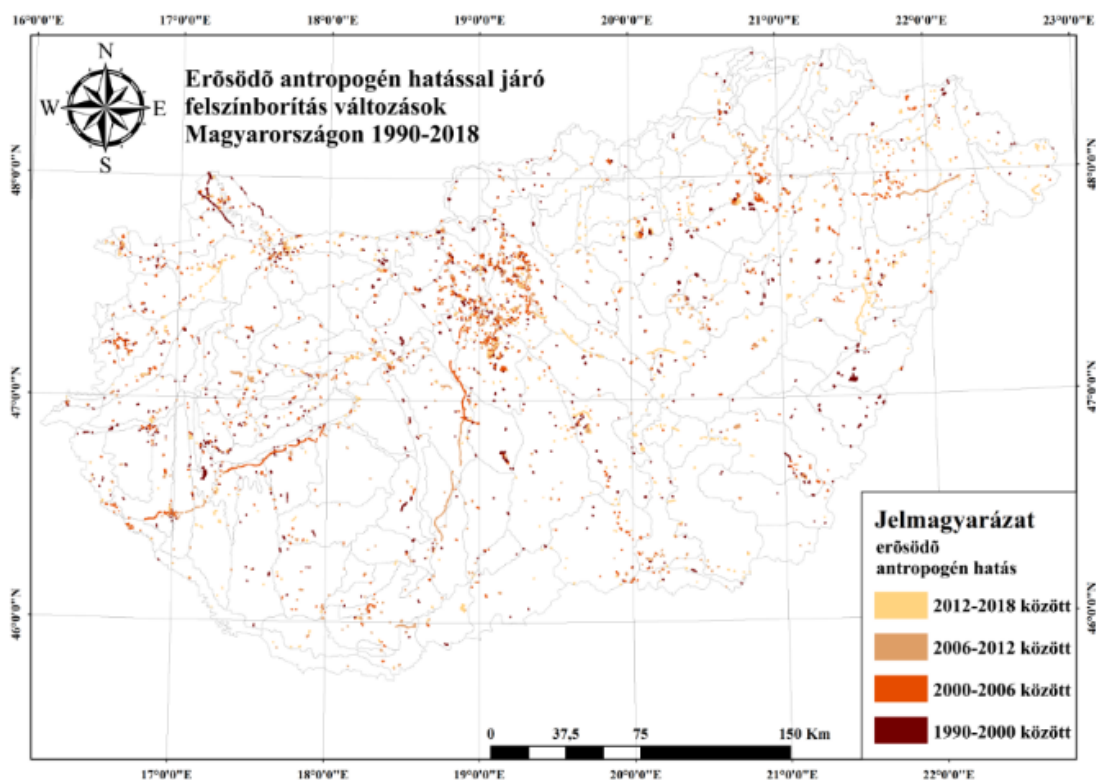 16°0'0"E 17°0'0"E 18°0'0"E 19°0'0"E 20°0'0"E 21°0'0"E 22°0'0"E 23°0'0"E
N
W E
S
Erõsödõ antropogén hatással járó
felszínborítás változások
Magyarországon 1990-2018
48°0'0"N 48°0'0"N
47°0'0"N 47°0'0"N
46°0'0"N 46°0'0"N
Jelmagyarázat
erõsödõ
antropogén hatás
2012-2018 között
2006-2012 között
2000-2006 között
1990-2000 között
0 37,5 75 150 Km
17°0'0"E 18°0'0"E 19°0'0"E 20°0'0"E 21°0'0"E 22°0'0"E